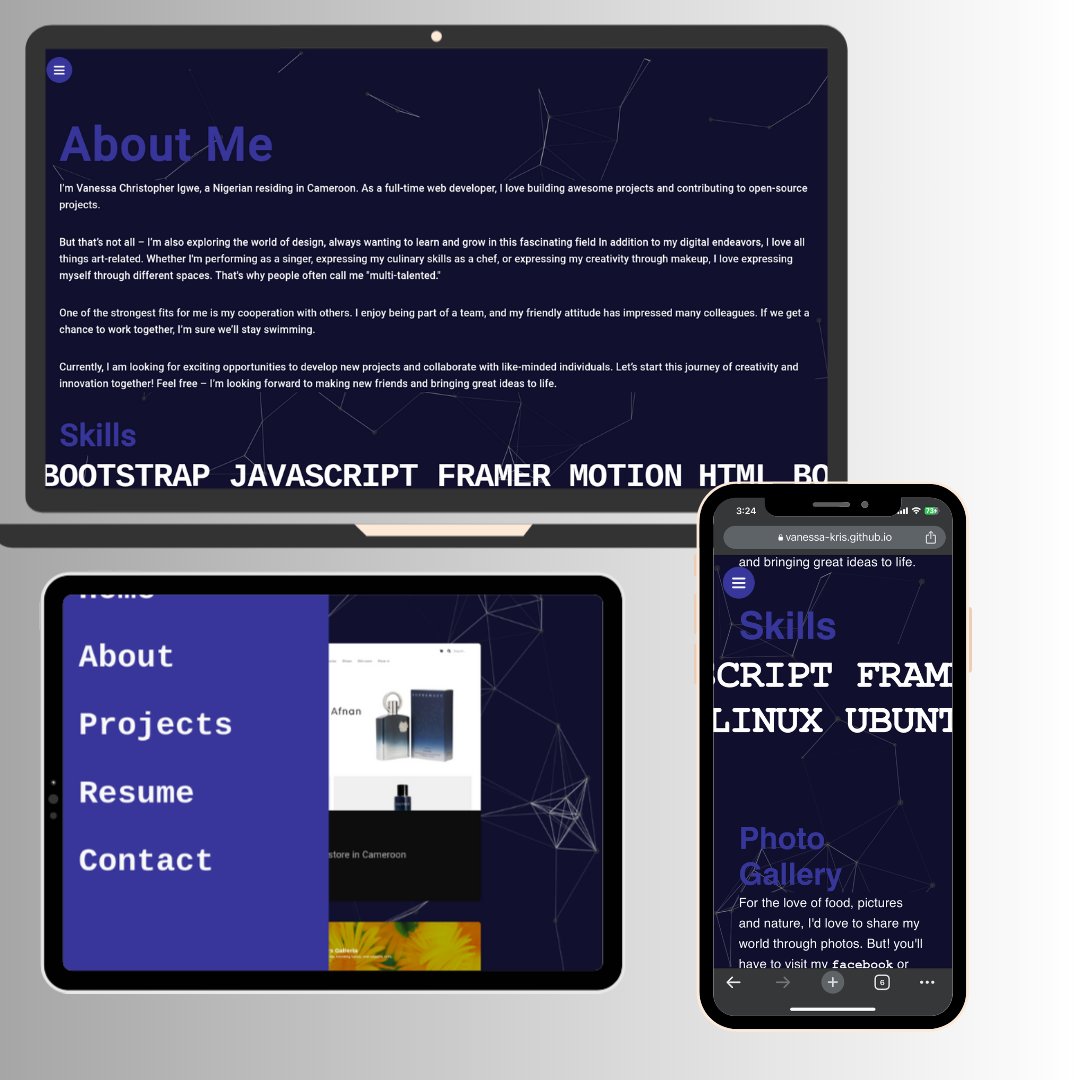 About Me
I'm Vanessa Christopher Igwe, a Nigerian residing in Cameroon. As a full-time web developer, I love building awesome projects and contributing to open-source
projects.
But that's not all – I'm also exploring the world of design, always wanting to learn and grow in this fascinating field In addition to my digital endeavors, I love all
things art-related. Whether I'm performing as a singer, expressing my culinary skills as a chef, or expressing my creativity through makeup, I love expressing
myself through different spaces. That's why people often call me "multi-talented."
One of the strongest fits for me is my cooperation with others. I enjoy being part of a team, and my friendly attitude has impressed many colleagues. If we get a
chance to work together, I'm sure we'll stay swimming.
Currently, I am looking for exciting opportunities to develop new projects and collaborate with like-minded individuals. Let's start this journey of creativity and
innovation together! Feel free – I'm looking forward to making new friends and bringing great ideas to life.
Skills
BOOTSTRAP JAVASCRIPT FRAMER MOTION HTML BO
Home
About
Projects
Resume
Contact
Afnan
store in Cameroon
3:24
73
vanessa-kris.github.io
and bringing great ideas to life.
Skills
SCRIPT FRAM
LINUX UBUNT
Photo
Gallery
For the love of food, pictures
and nature, I'd love to share my
world through photos. But! you'll
have to visit my facebook or
6